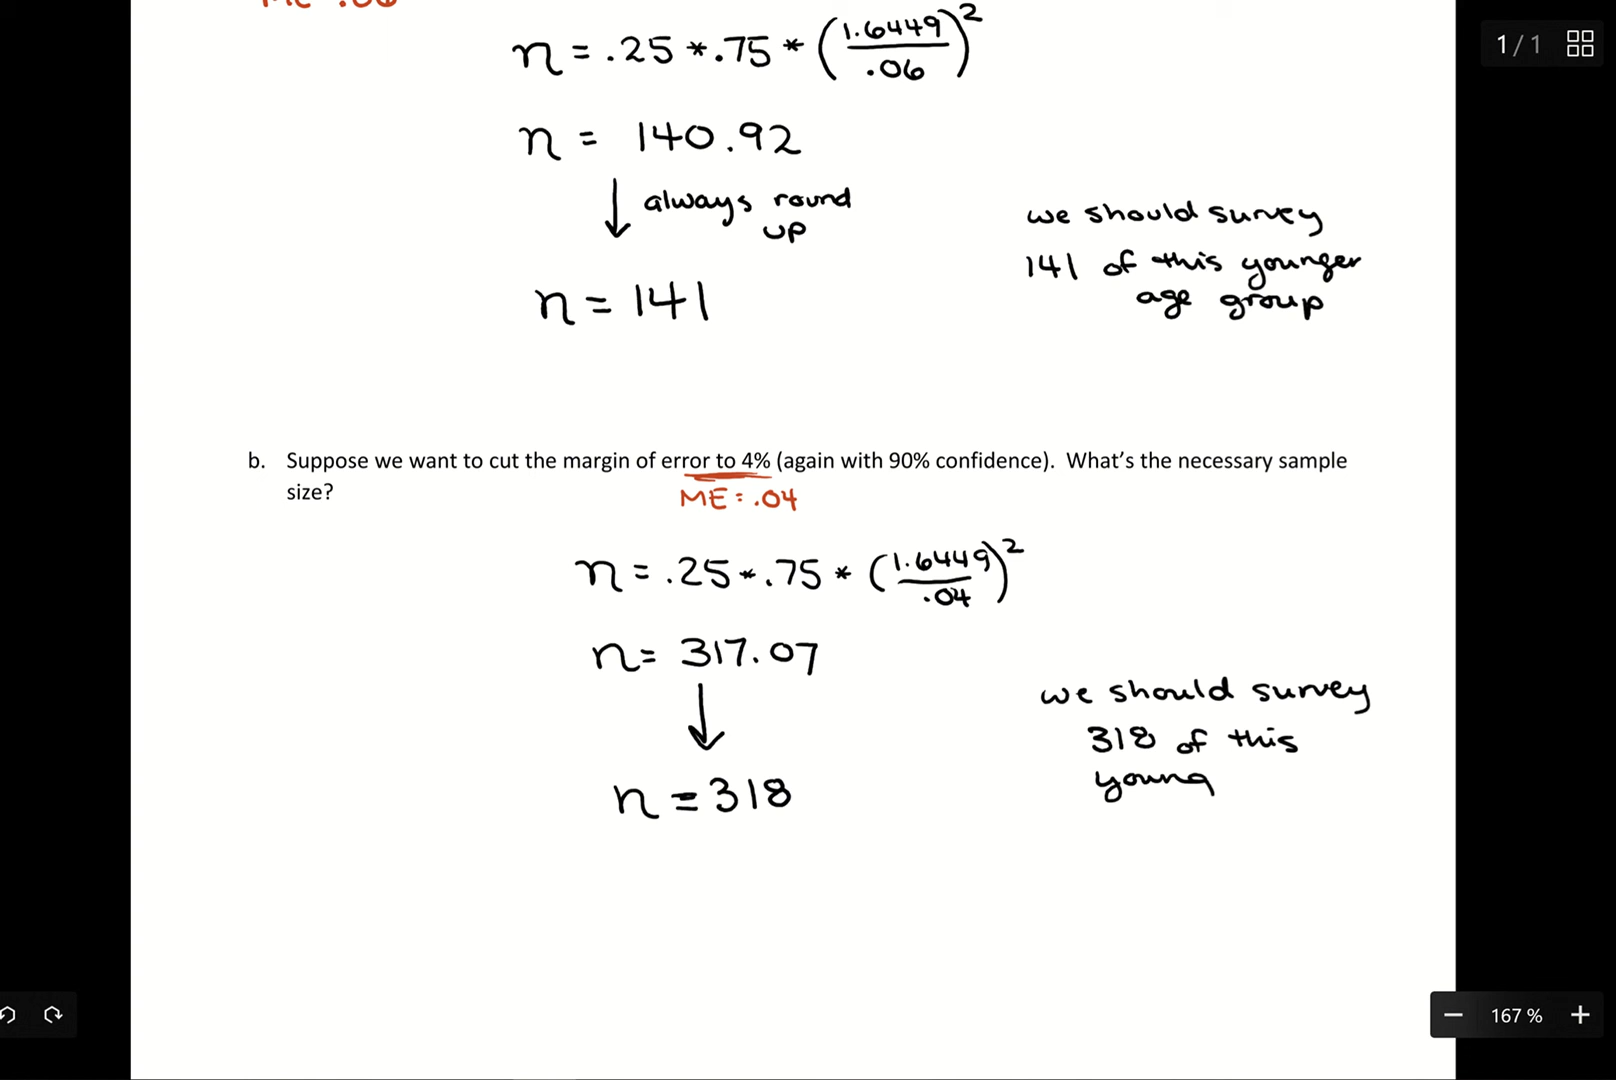 n = .25 * .75 * (1.6449/.06)²
1/1
n = 140.92
always round
up
we should survey
141 of this younger
age group
n = 141
b. Suppose we want to cut the margin of error to 4% (again with 90% confidence). What's the necessary sample
size?
ME = .04
n = .25 * .75 * (1.6449/.04)²
n = 317.07
we should survey
318 of this
young
n = 318
167 %